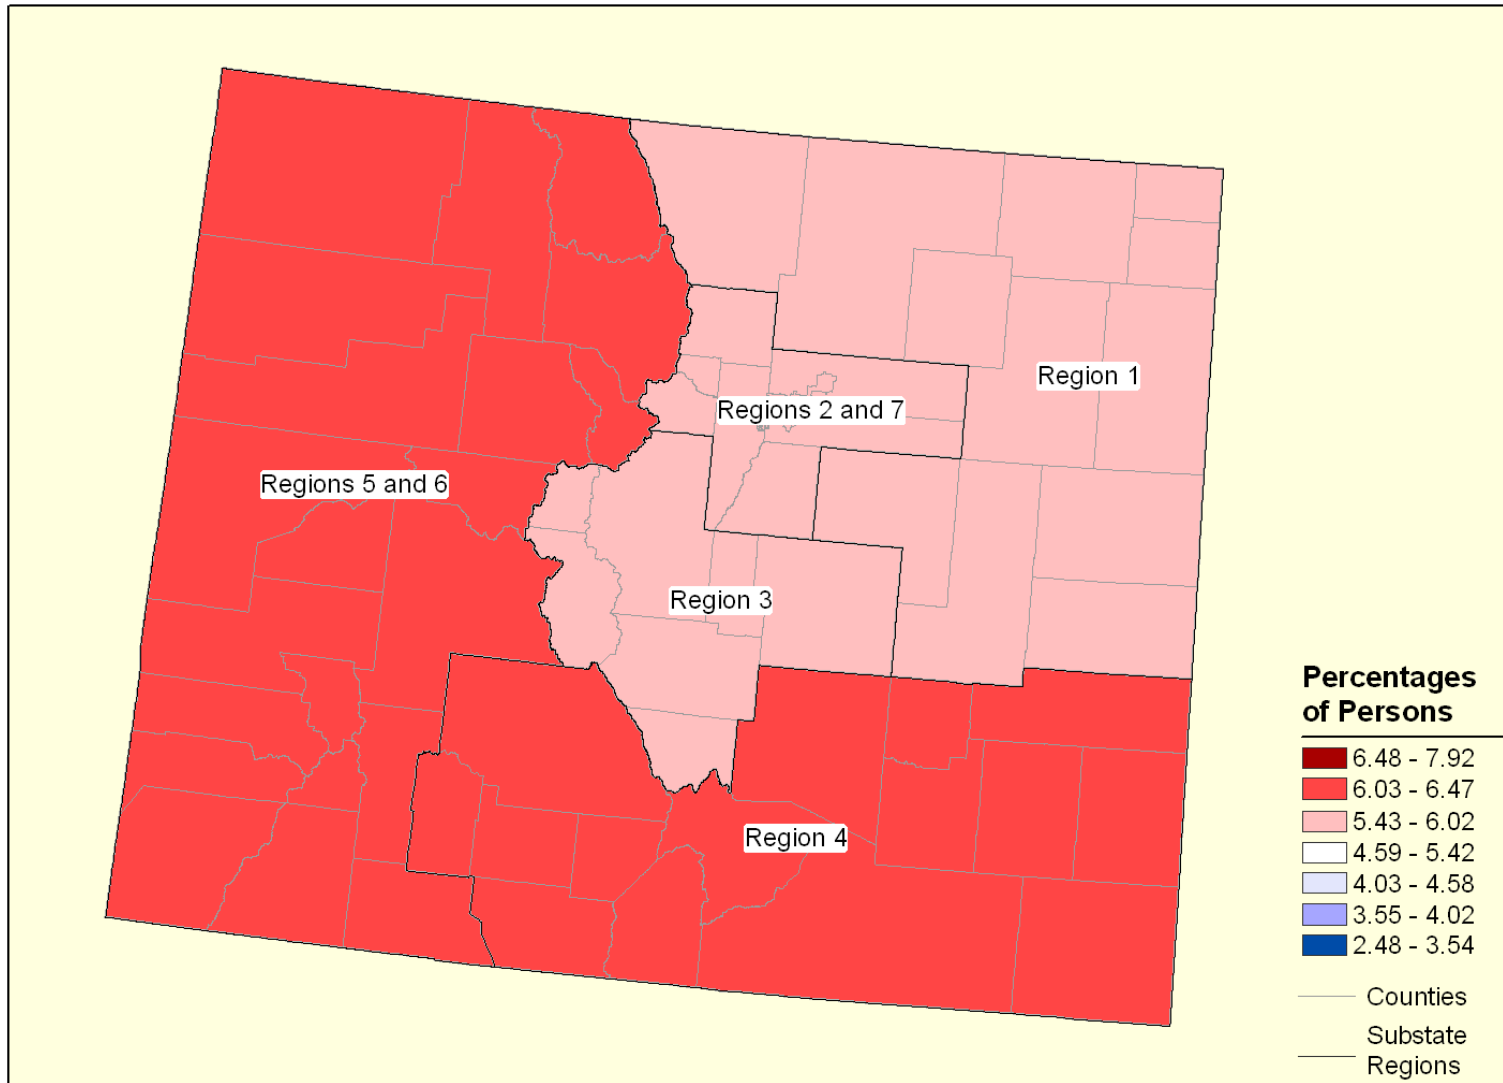 Region 1
Regions 2 and 7
Regions 5 and 6
Region 3
Region 4
Percentages
of Persons
6.48 - 7.92
6.03 - 6.47
5.43 - 6.02
4.59 - 5.42
4.03 - 4.58
3.55 - 4.02
2.48 - 3.54
Counties
Substate
Regions